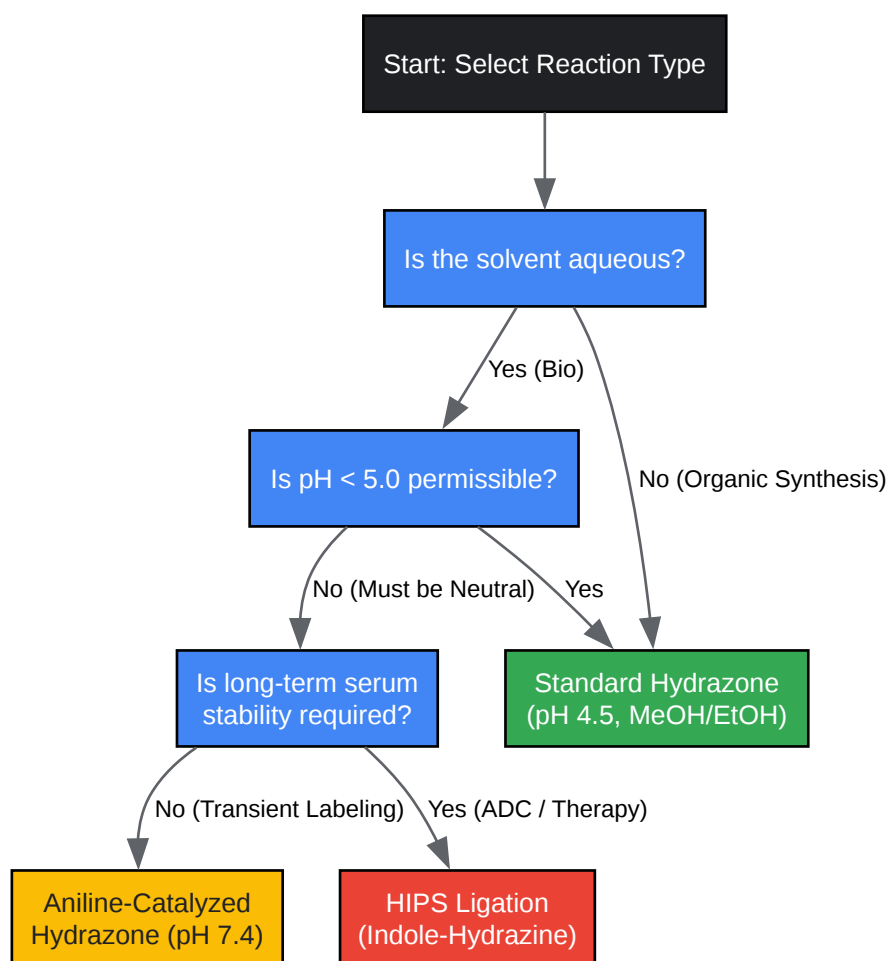 Start: Select Reaction Type
Is the solvent aqueous?
Yes (Bio)
Is pH < 5.0 permissible?
No (Organic Synthesis)
No (Must be Neutral)
Yes
Is long-term serum
stability required?
Standard Hydrazone
(pH 4.5, MeOH/EtOH)
No (Transient Labeling)
Yes (ADC / Therapy)
Aniline-Catalyzed
Hydrazone (pH 7.4)
HIPS Ligation
(Indole-Hydrazine)